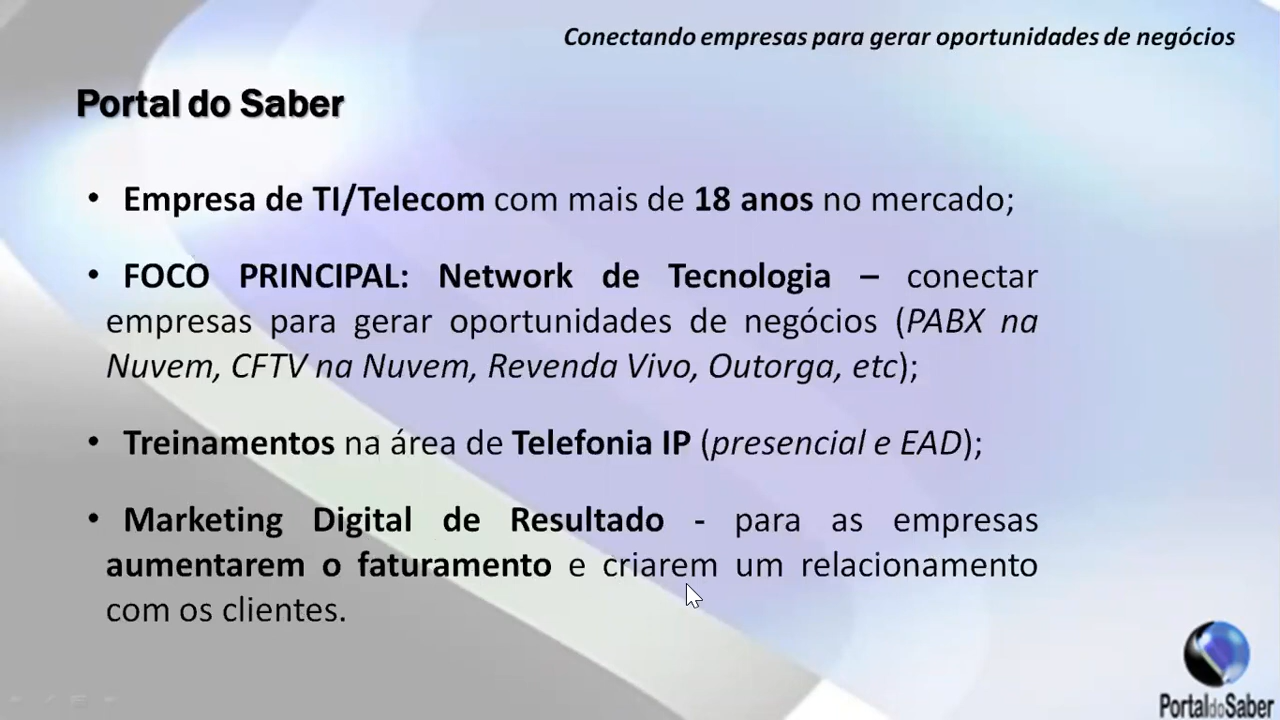 Conectando empresas para gerar oportunidades de negócios
Portal do Saber
• Empresa de TI/Telecom com mais de 18 anos no mercado;
• FOCO PRINCIPAL: Network de Tecnologia – conectar
empresas para gerar oportunidades de negócios (PABX na
Nuvem, CFTV na Nuvem, Revenda Vivo, Outorga, etc);
• Treinamentos na área de Telefonia IP (presencial e EAD);
• Marketing Digital de Resultado - para as empresas
aumentarem o faturamento e criarem um relacionamento
com os clientes.
PortaldoSaber